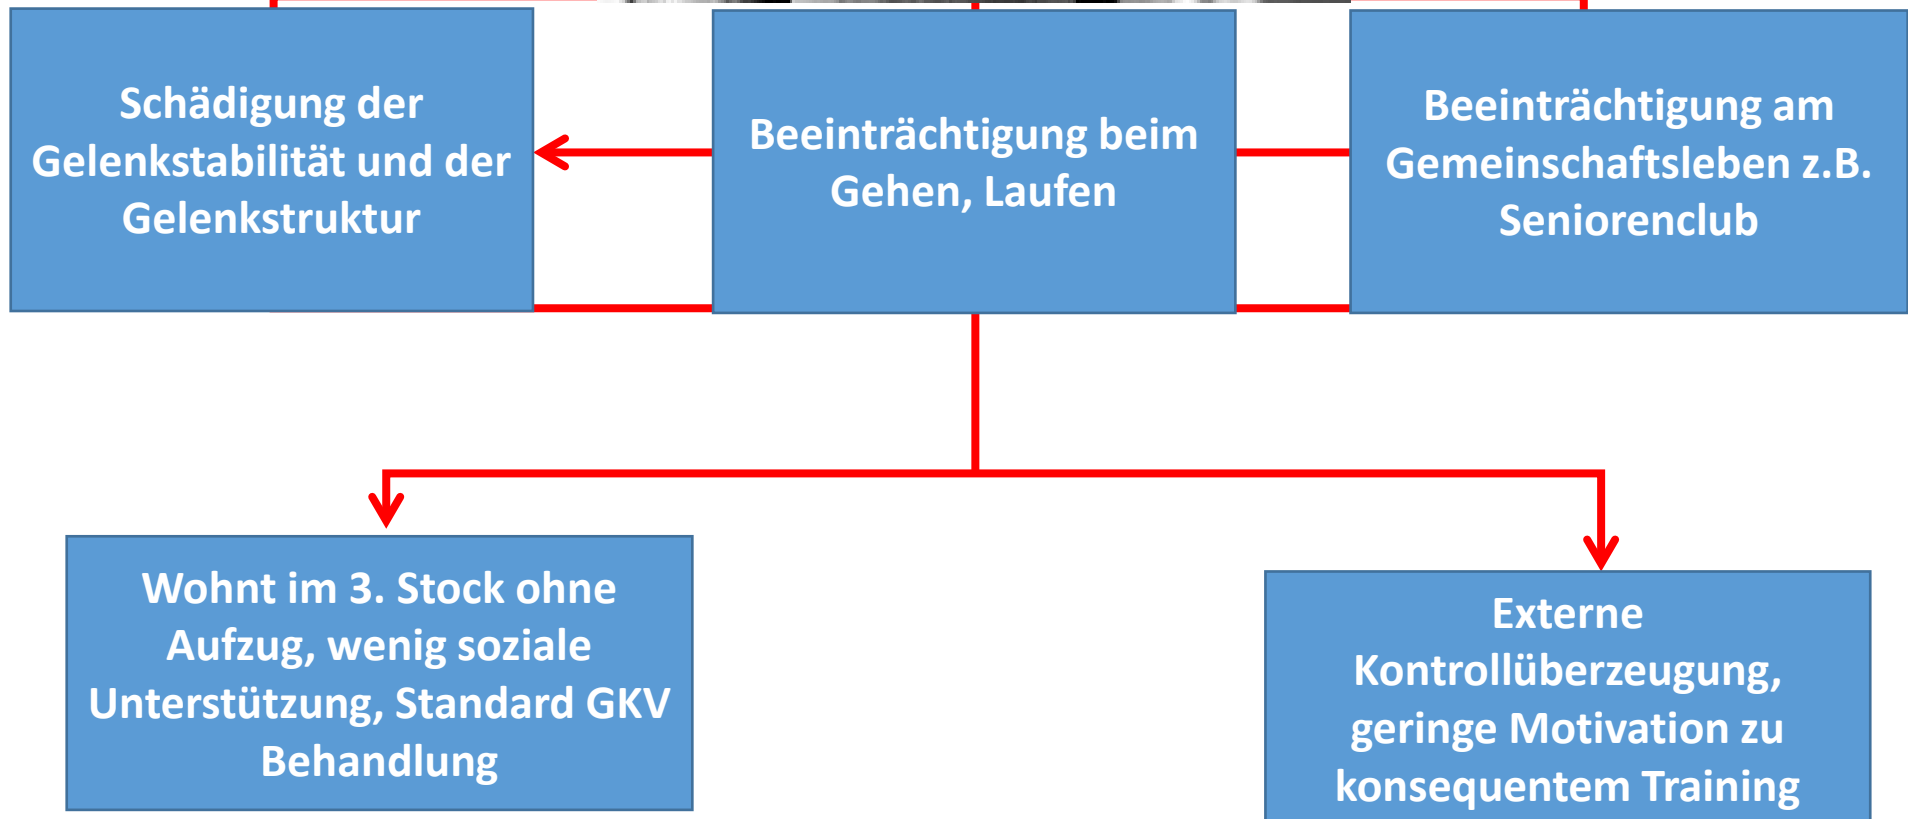 Schädigung der
Gelenkstabilität und der
Gelenkstruktur
Beeinträchtigung beim
Gehen, Laufen
Beeinträchtigung am
Gemeinschaftsleben z.B.
Seniorenclub
Wohnt im 3. Stock ohne
Aufzug, wenig soziale
Unterstützung, Standard GKV
Behandlung
Externe
Kontrollüberzeugung,
geringe Motivation zu
konsequentem Training